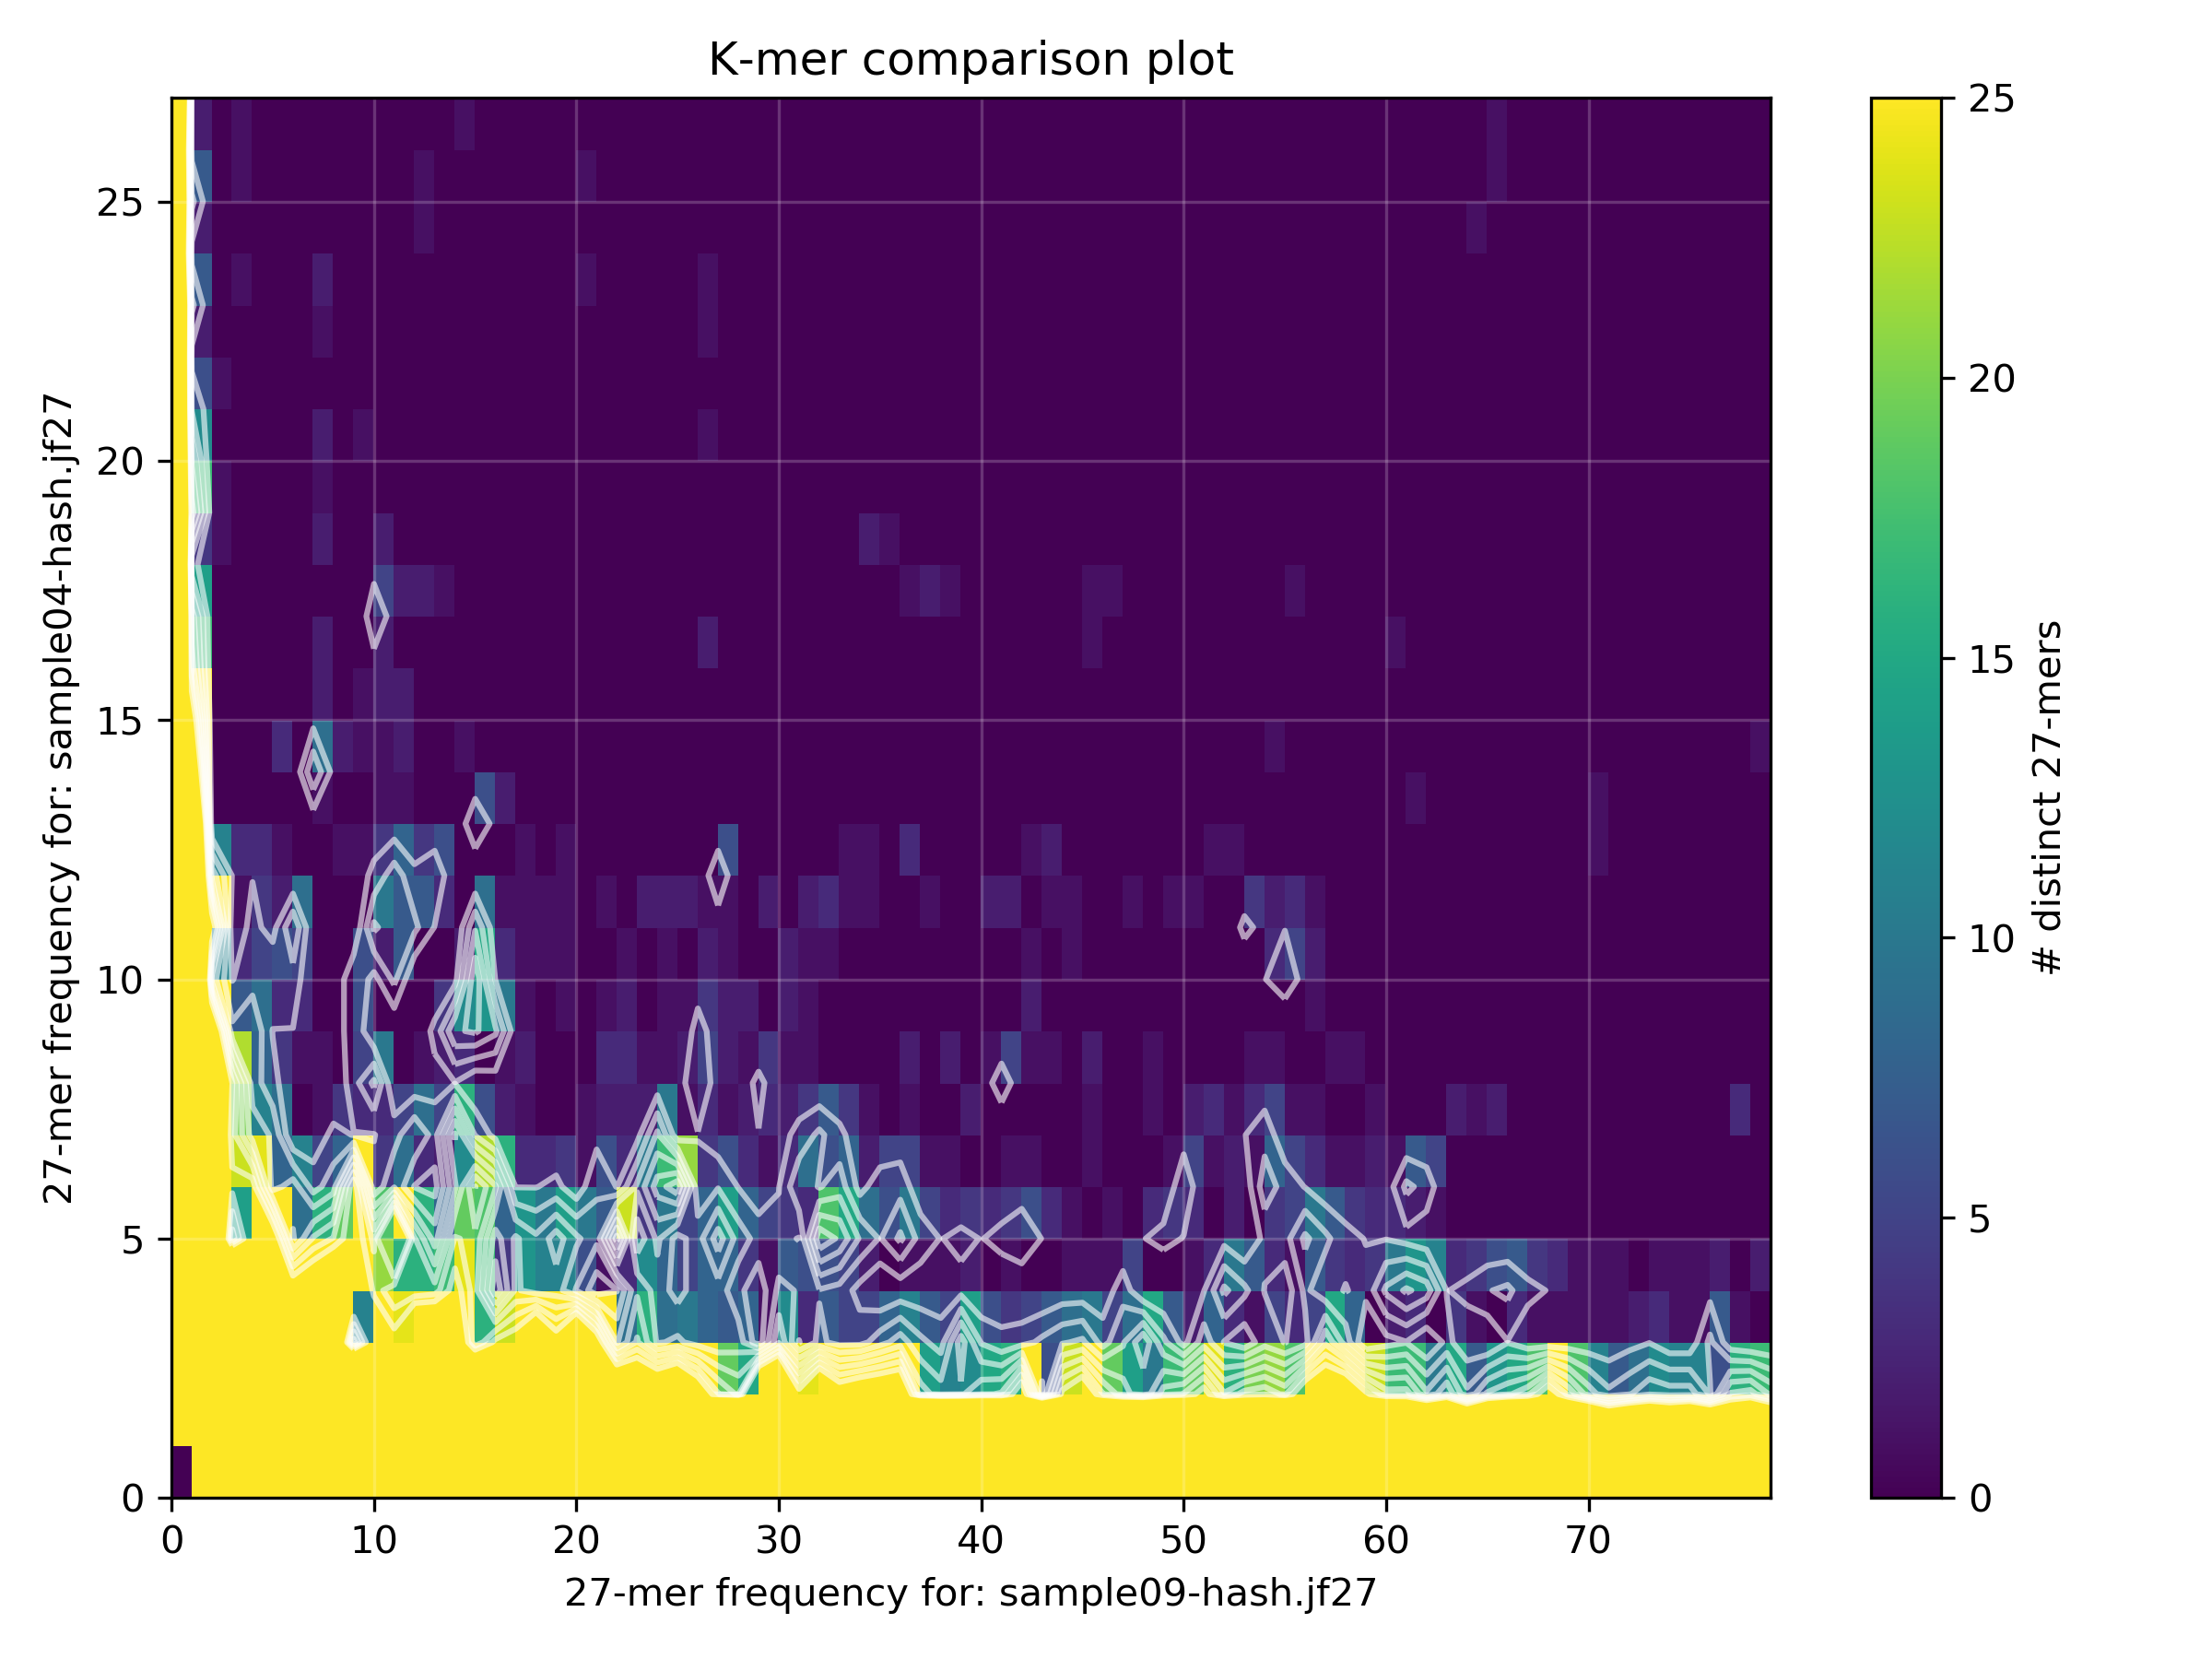 K-mer comparison plot
27-mer frequency for: sample04-hash.jf27
25
20
15
10
5
0
0 10 20 30 40 50 60 70
27-mer frequency for: sample09-hash.jf27
25
20
15
10
5
0
# distinct 27-mers